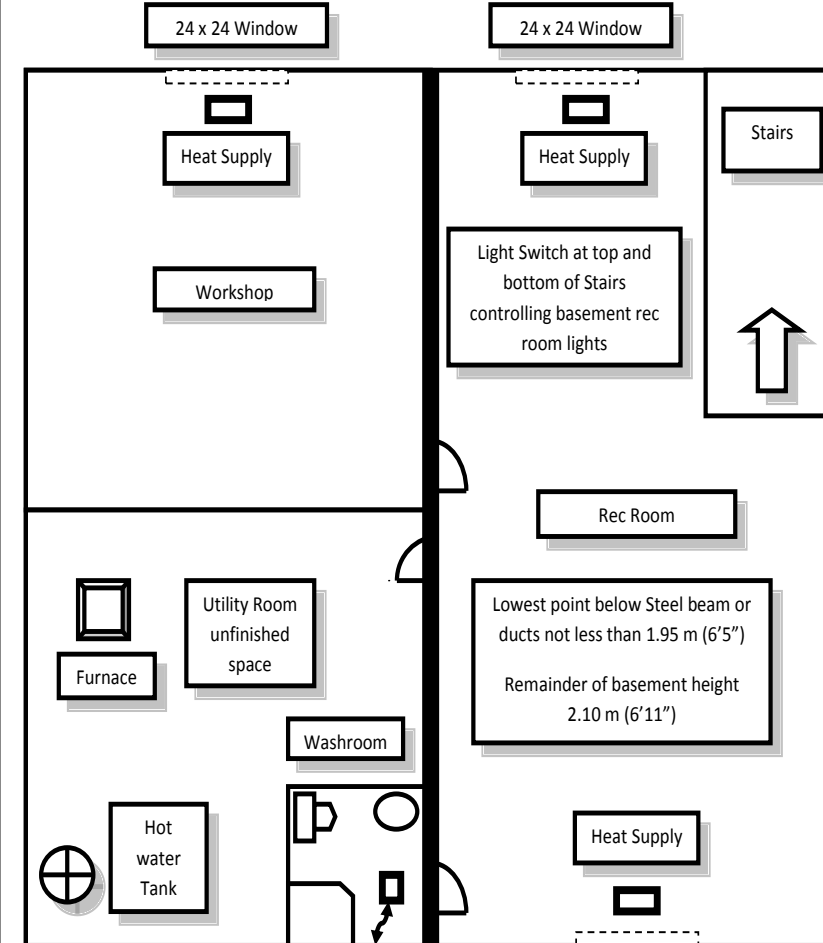 24 x 24 Window
24 x 24 Window
Heat Supply
Heat Supply
Stairs
Light Switch at top and
bottom of Stairs
controlling basement rec
room lights
Workshop
Rec Room
Utility Room
unfinished
space
Furnace
Lowest point below Steel beam or
ducts not less than 1.95 m (6’5”)
Remainder of basement height
2.10 m (6’11”)
Washroom
Hot
water
Tank
Heat Supply